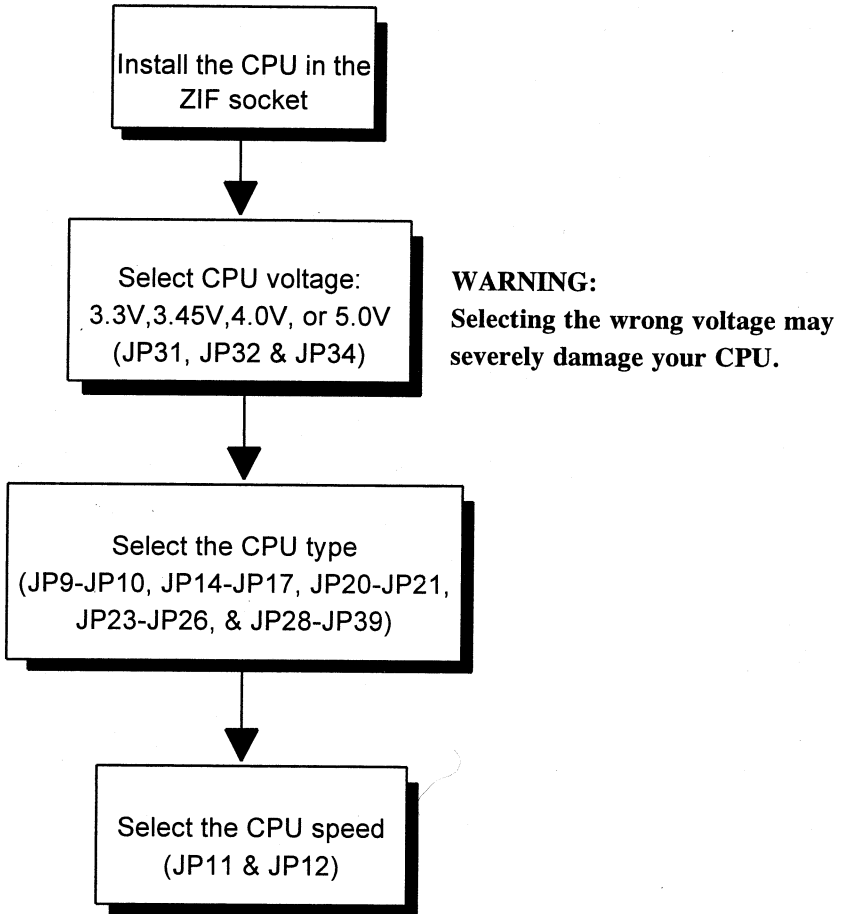 Install the CPU in the
ZIF socket
Select CPU voltage:
3.3V,3.45V,4.0V, or 5.0V
(JP31, JP32 & JP34)
WARNING:
Selecting the wrong voltage may
severely damage your CPU.
Select the CPU type
(JP9-JP10, JP14-JP17, JP20-JP21,
JP23-JP26, & JP28-JP39)
Select the CPU speed
(JP11 & JP12)